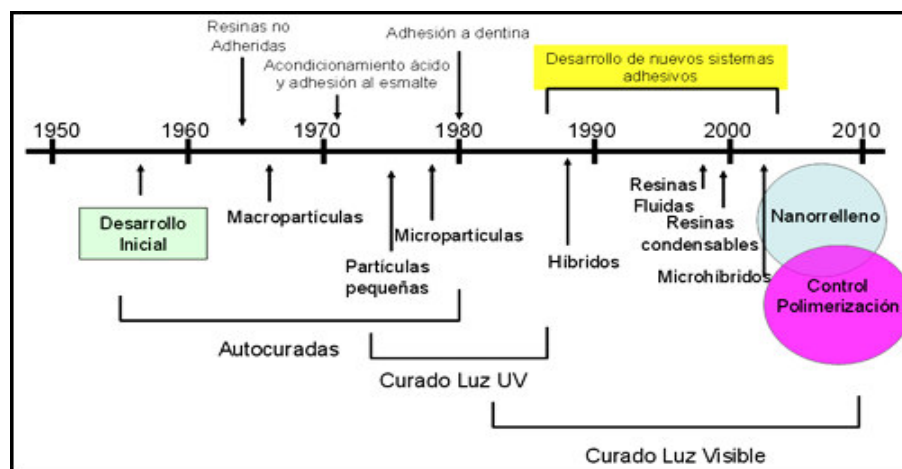 Resinas no
Adheridas
Acondicionamiento ácido
y adhesión al esmalte
Adhesión a dentina
Desarrollo de nuevos sistemas
adhesivos
1950 1960 1970 1980 1990 2000 2010
Desarrollo
Inicial
Macropartículas
Partículas
pequeñas
Micropartículas
Híbridos
Resinas
Fluidas
Resinas
condensables
Microhíbridos
Nanorrelleno
Control
Polimerización
Autocuradas
Curado Luz UV
Curado Luz Visible